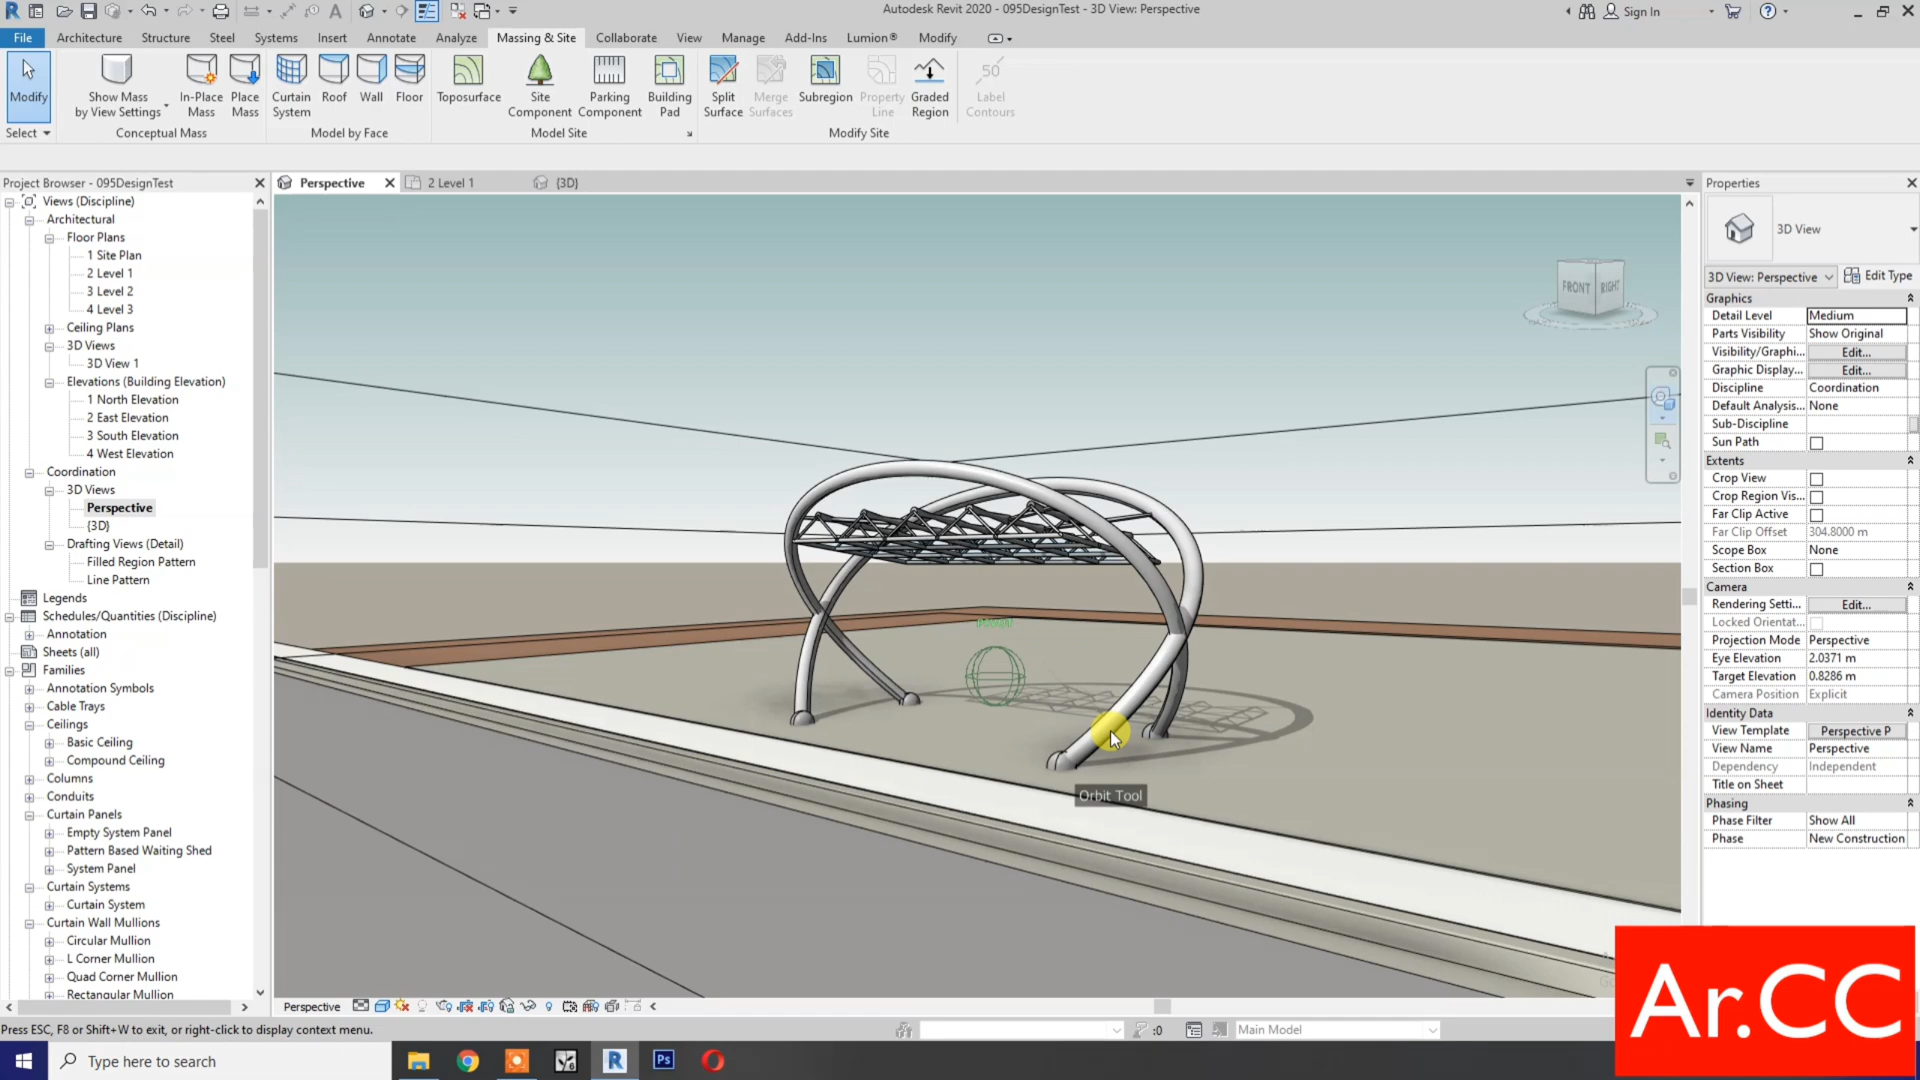 Autodesk Revit 2020 - 095DesignTest - 3D View: Perspective
Sign In
File Architecture Structure Steel Systems Insert Annotate Analyze Massing & Site Collaborate View Manage Add-Ins Lumion® Modify
Modify
Show Mass
by View Settings
In-Place
Mass
Place
Mass
Curtain
System
Roof
Wall
Floor
Toposurface
Site
Component
Parking
Component
Building
Pad
Split
Surface
Merge
Surfaces
Subregion
Property
Line
Graded
Region
50
Label
Contours
Select
Conceptual Mass
Model by Face
Model Site
Modify Site
Project Browser - 095DesignTest
Views (Discipline)
Architectural
Floor Plans
1 Site Plan
2 Level 1
3 Level 2
4 Level 3
Ceiling Plans
3D Views
3D View 1
Elevations (Building Elevation)
1 North Elevation
2 East Elevation
3 South Elevation
4 West Elevation
Coordination
3D Views
Perspective
{3D}
Drafting Views (Detail)
Filled Region Pattern
Line Pattern
Legends
Schedules/Quantities (Discipline)
Annotation
Sheets (all)
Families
Annotation Symbols
Cable Trays
Ceilings
Basic Ceiling
Compound Ceiling
Columns
Conduits
Curtain Panels
Empty System Panel
Pattern Based Waiting Shed
System Panel
Curtain Systems
Curtain System
Curtain Wall Mullions
Circular Mullion
L Corner Mullion
Quad Corner Mullion
Rectangular Mullion
Perspective
2 Level 1
{3D}
FRONT
RIGHT
PIVOT
Orbit Tool
Properties
3D View
3D View: Perspective
Edit Type
Graphics
Detail Level Medium
Parts Visibility Show Original
Visibility/Graphi... Edit...
Graphic Display... Edit...
Discipline Coordination
Default Analysis... None
Sub-Discipline
Sun Path
Extents
Crop View
Crop Region Vis...
Far Clip Active
Far Clip Offset 304.8000 m
Scope Box None
Section Box
Camera
Rendering Setti... Edit...
Locked Orientat...
Projection Mode Perspective
Eye Elevation 2.0371 m
Target Elevation 0.8286 m
Camera Position Explicit
Identity Data
View Template Perspective P
View Name Perspective
Dependency Independent
Title on Sheet
Phasing
Phase Filter Show All
Phase New Construction
Perspective
Press ESC, F8 or Shift+W to exit, or right-click to display context menu.
:0
Main Model
Type here to search
R
Ps
Ar.CC